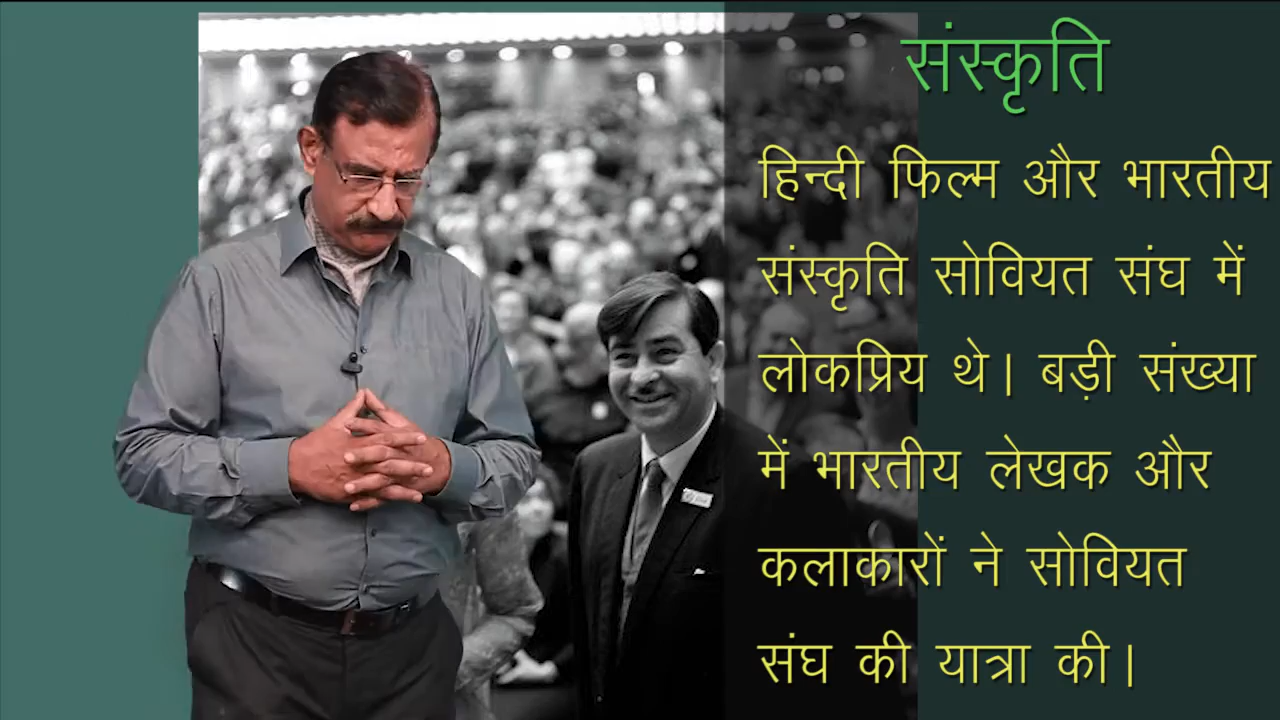 संस्कृति
हिन्दी फिल्म और भारतीय
संस्कृति सोवियत संघ में
लोकप्रिय थे। बड़ी संख्या
में भारतीय लेखक और
कलाकारों ने सोवियत
संघ की यात्रा की।